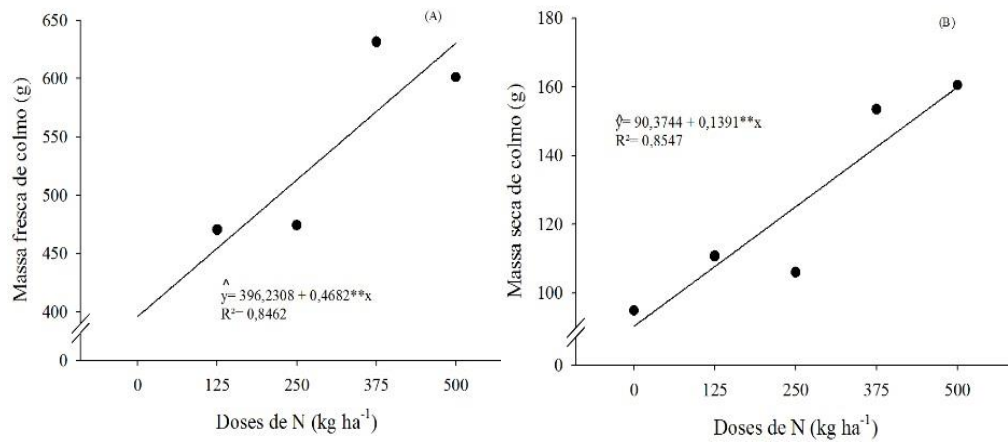 (A)
650
600
550
500
450
400
0
Massa fresca de colmo (g)
ŷ= 396,2308 + 0,4682**x
R²= 0,8462
0 125 250 375 500
Doses de N (kg ha⁻¹)
(B)
180
160
140
120
100
0
Massa seca de colmo (g)
ŷ= 90,3744 + 0,1391**x
R²= 0,8547
0 125 250 375 500
Doses de N (kg ha⁻¹)